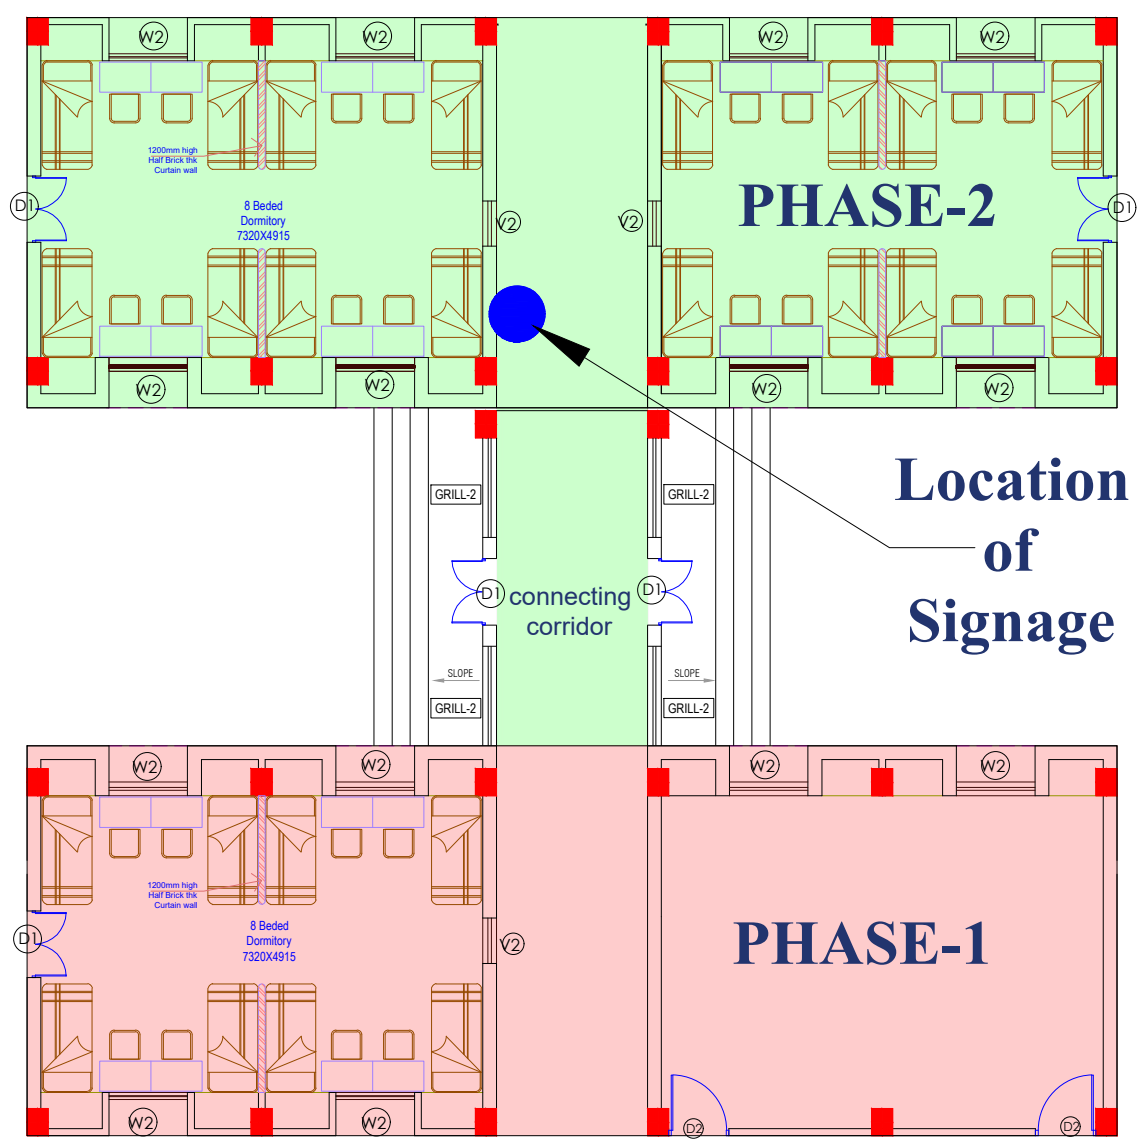 W2
W2
W2
W2
1200mm high
Half Brick thk
Curtain wall
8 Beded
Dormitory
7320X4915
D1
V2
V2
PHASE-2
D1
W2
W2
W2
W2
Location
of
Signage
GRILL-2
GRILL-2
D1
connecting
corridor
D1
SLOPE
SLOPE
GRILL-2
GRILL-2
W2
W2
W2
W2
1200mm high
Half Brick thk
Curtain wall
8 Beded
Dormitory
7320X4915
D1
V2
PHASE-1
W2
W2
D2
D2